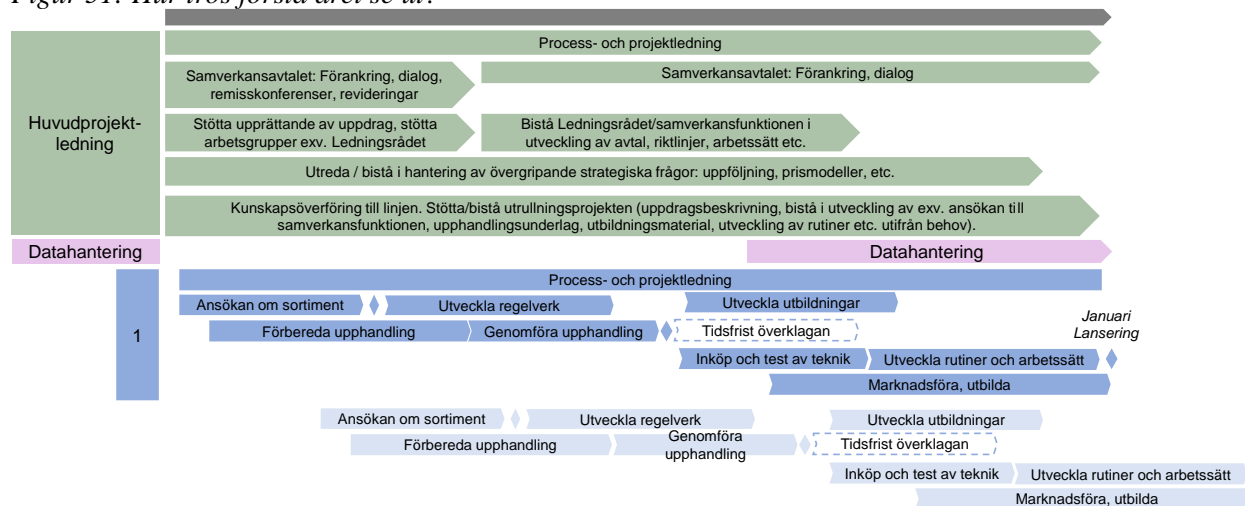 Process- och projektledning
Samverkansavtalet: Förankring, dialog,
remisskonferenser, revideringar
Samverkansavtalet: Förankring, dialog
Huvudprojekt-
ledning
Stötta upprättande av uppdrag, stötta
arbetsgrupper exv. Ledningsrådet
Bistå Ledningsrådet/samverkansfunktionen i
utveckling av avtal, riktlinjer, arbetssätt etc.
Utreda / bistå i hantering av övergripande strategiska frågor: uppföljning, prismodeller, etc.
Kunskapsöverföring till linjen. Stötta/bistå utrullningsprojekten (uppdragsbeskrivning, bistå i utveckling av exv. ansökan till
samverkansfunktionen, upphandlingsunderlag, utbildningsmaterial, utveckling av rutiner etc. utifrån behov).
Datahantering
Datahantering
Process- och projektledning
Ansökan om sortiment
Utveckla regelverk
Utveckla utbildningar
1
Förbereda upphandling
Genomföra upphandling
Tidsfrist överklagan
Januari
Lansering
Inköp och test av teknik
Utveckla rutiner och arbetssätt
Marknadsföra, utbilda
Ansökan om sortiment
Utveckla regelverk
Utveckla utbildningar
Förbereda upphandling
Genomföra
upphandling
Tidsfrist överklagan
Inköp och test av teknik
Utveckla rutiner och arbetssätt
Marknadsföra, utbilda